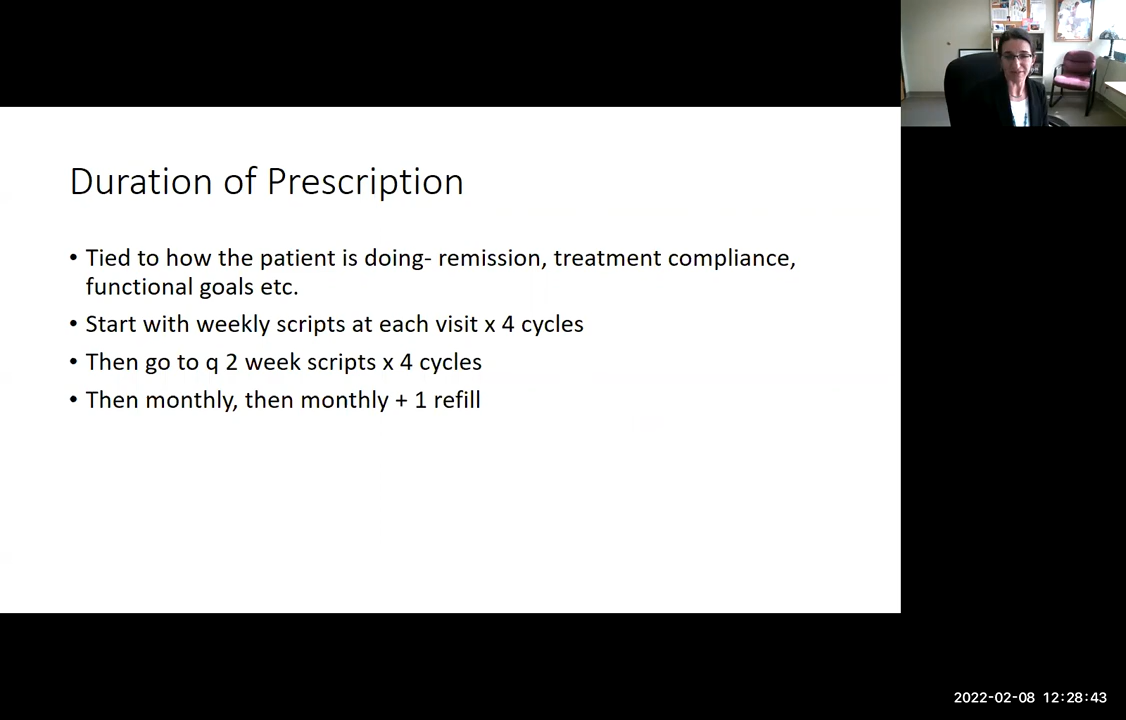 Duration of Prescription
• Tied to how the patient is doing- remission, treatment compliance,
functional goals etc.
• Start with weekly scripts at each visit x 4 cycles
• Then go to q 2 week scripts x 4 cycles
• Then monthly, then monthly + 1 refill
2022-02-08 12:28:43